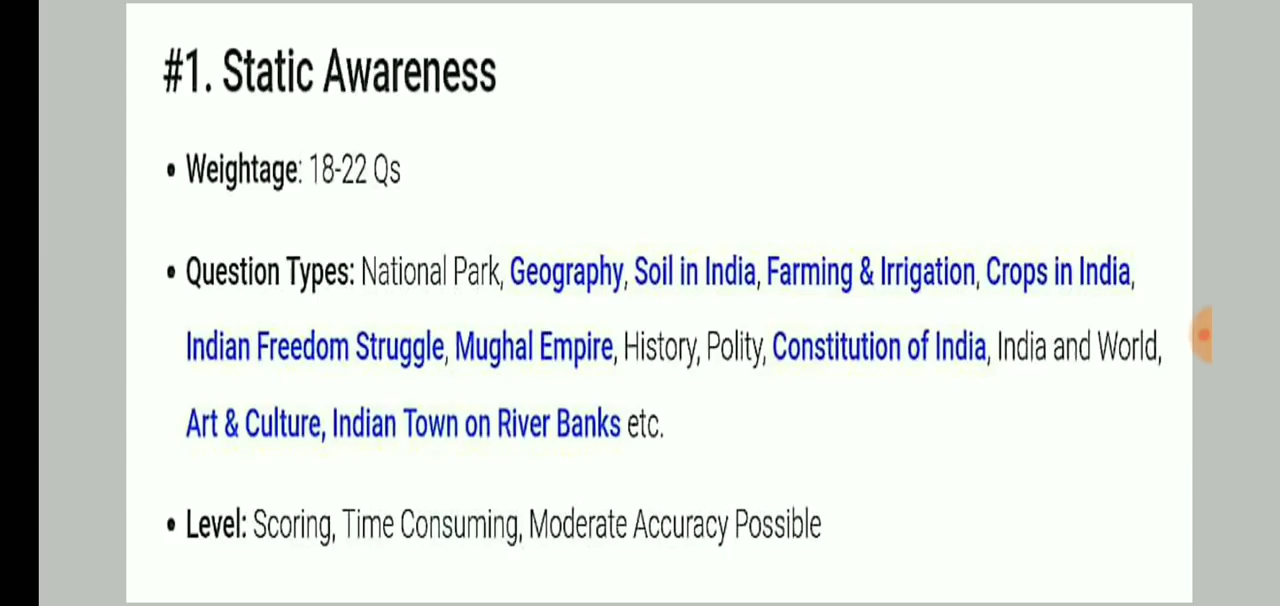 #1. Static Awareness
• Weightage: 18-22 Qs
• Question Types: National Park, Geography, Soil in India, Farming & Irrigation, Crops in India,
Indian Freedom Struggle, Mughal Empire, History, Polity, Constitution of India, India and World,
Art & Culture, Indian Town on River Banks etc.
• Level: Scoring, Time Consuming, Moderate Accuracy Possible